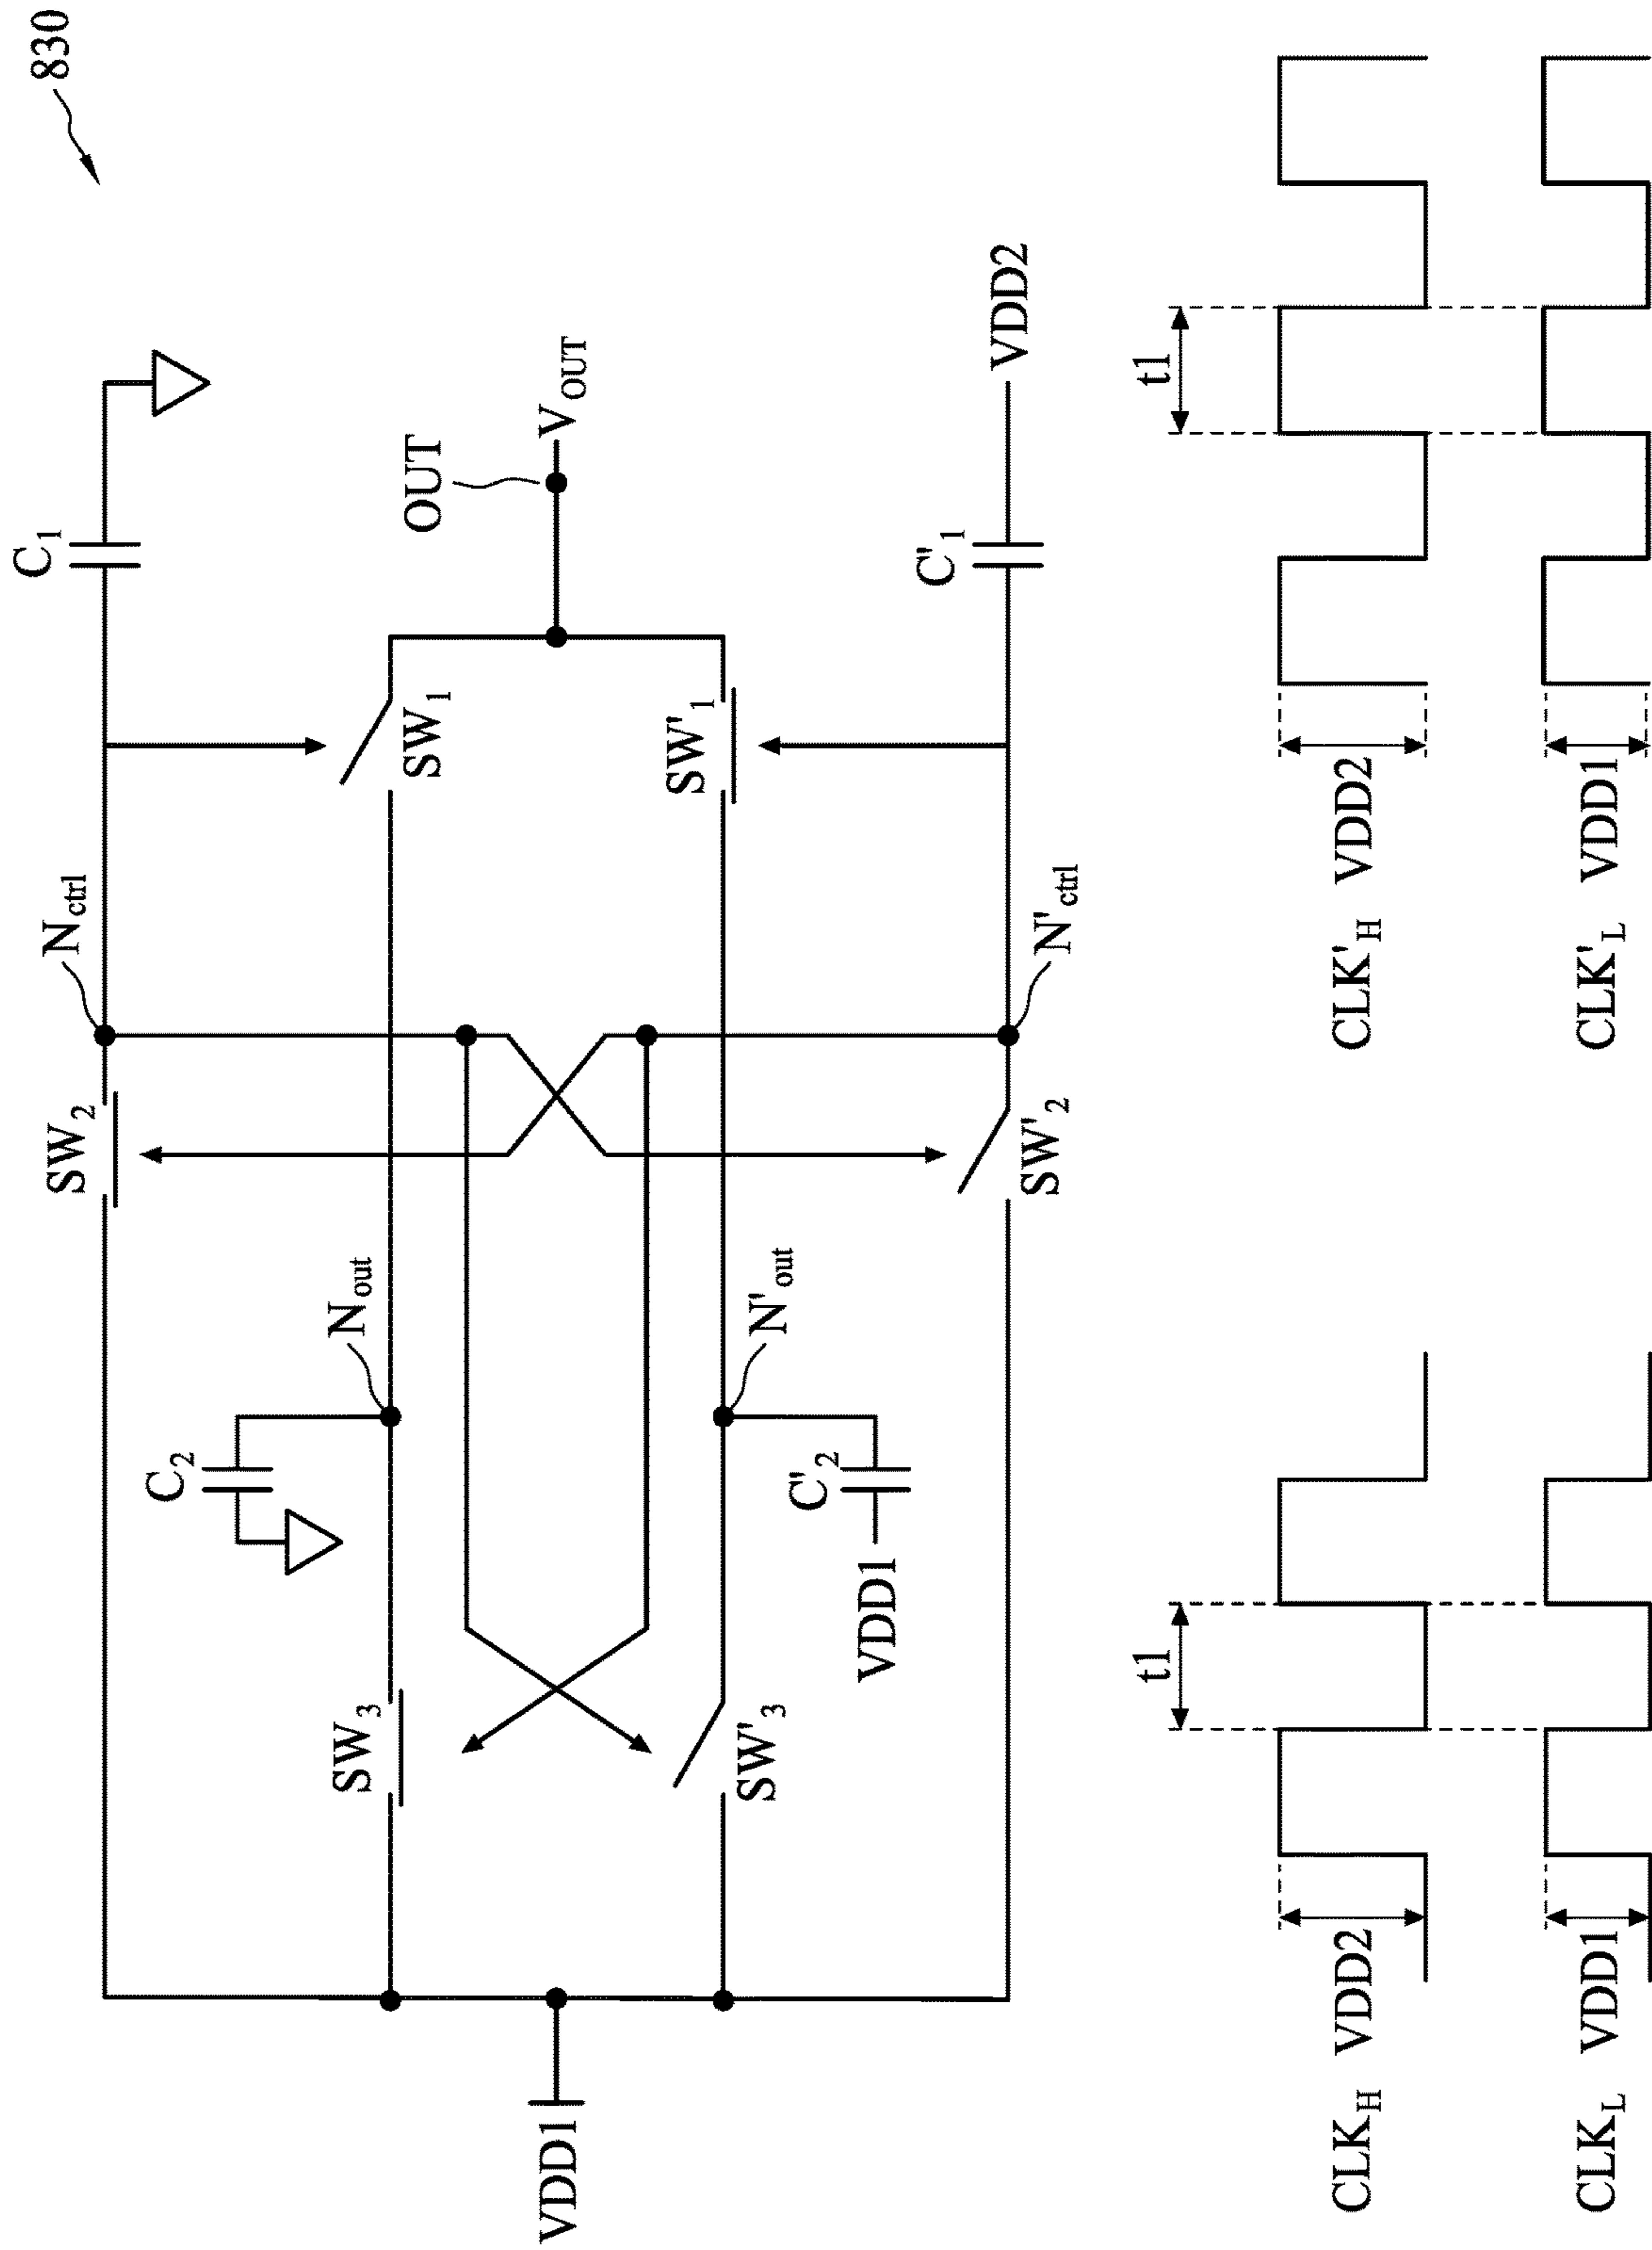 830
C1
C2
SW2
Nctrl
SW3
Nout
SW1
OUT
VOUT
VDD1
SW'1
SW'3
N'out
C'2
VDD1
C'1
SW'2
N'ctrl
VDD2
t1
t1
CLKH VDD2
CLK'H VDD2
CLKL VDD1
CLK'L VDD1